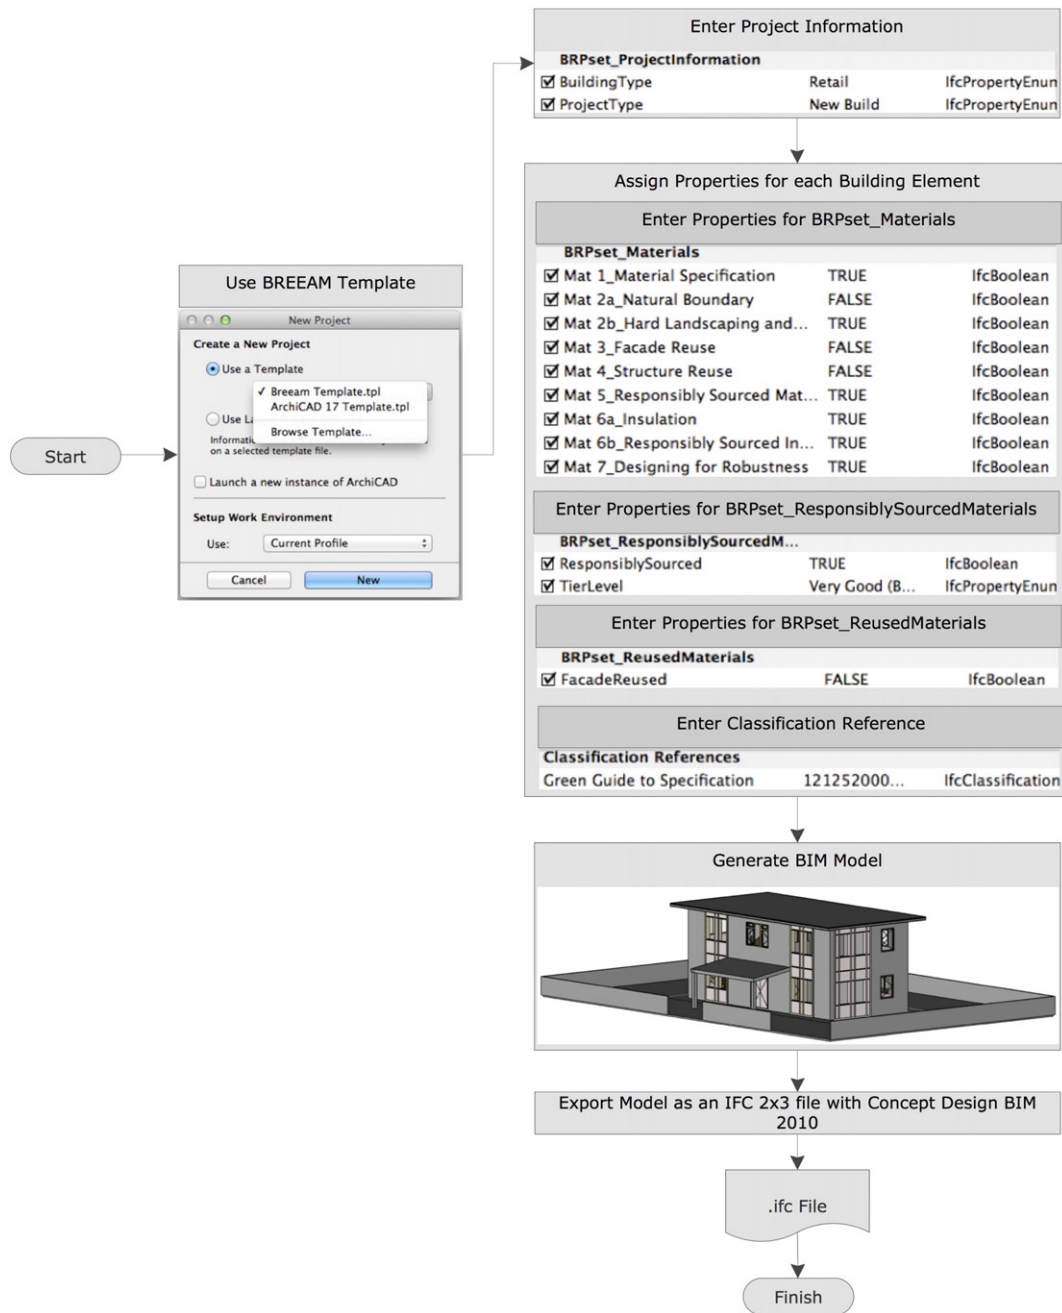 Start
Use BREEAM Template
New Project
Create a New Project
Use a Template
✓ Breeam Template.tpl
ArchiCAD 17 Template.tpl
Browse Template...
Use La
Informati
on a selected template file.
Launch a new instance of ArchiCAD
Setup Work Environment
Use: Current Profile
Cancel New
Enter Project Information
BRPset_ProjectInformation
BuildingType Retail IfcPropertyEnun
ProjectType New Build IfcPropertyEnun
Assign Properties for each Building Element
Enter Properties for BRPset_Materials
BRPset_Materials
Mat 1_Material Specification TRUE IfcBoolean
Mat 2a_Natural Boundary FALSE IfcBoolean
Mat 2b_Hard Landscaping and... TRUE IfcBoolean
Mat 3_Facade Reuse FALSE IfcBoolean
Mat 4_Structure Reuse FALSE IfcBoolean
Mat 5_Responsibly Sourced Mat... TRUE IfcBoolean
Mat 6a_Insulation TRUE IfcBoolean
Mat 6b_Responsibly Sourced In... TRUE IfcBoolean
Mat 7_Designing for Robustness TRUE IfcBoolean
Enter Properties for BRPset_ResponsiblySourcedMaterials
BRPset_ResponsiblySourcedM...
ResponsiblySourced TRUE IfcBoolean
TierLevel Very Good (B... IfcPropertyEnun
Enter Properties for BRPset_ReusedMaterials
BRPset_ReusedMaterials
FacadeReused FALSE IfcBoolean
Enter Classification Reference
Classification References
Green Guide to Specification 121252000... IfcClassification
Generate BIM Model
Export Model as an IFC 2x3 file with Concept Design BIM
2010
.ifc File
Finish